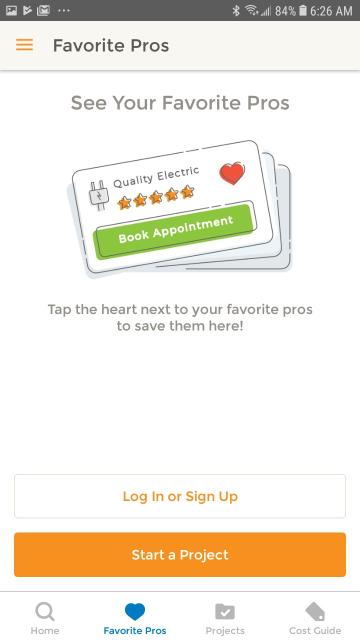 84% 6:26 AM
Favorite Pros
See Your Favorite Pros
Quality Electric
Book Appointment
Tap the heart next to your favorite pros
to save them here!
Log In or Sign Up
Start a Project
Home
Favorite Pros
Projects
Cost Guide